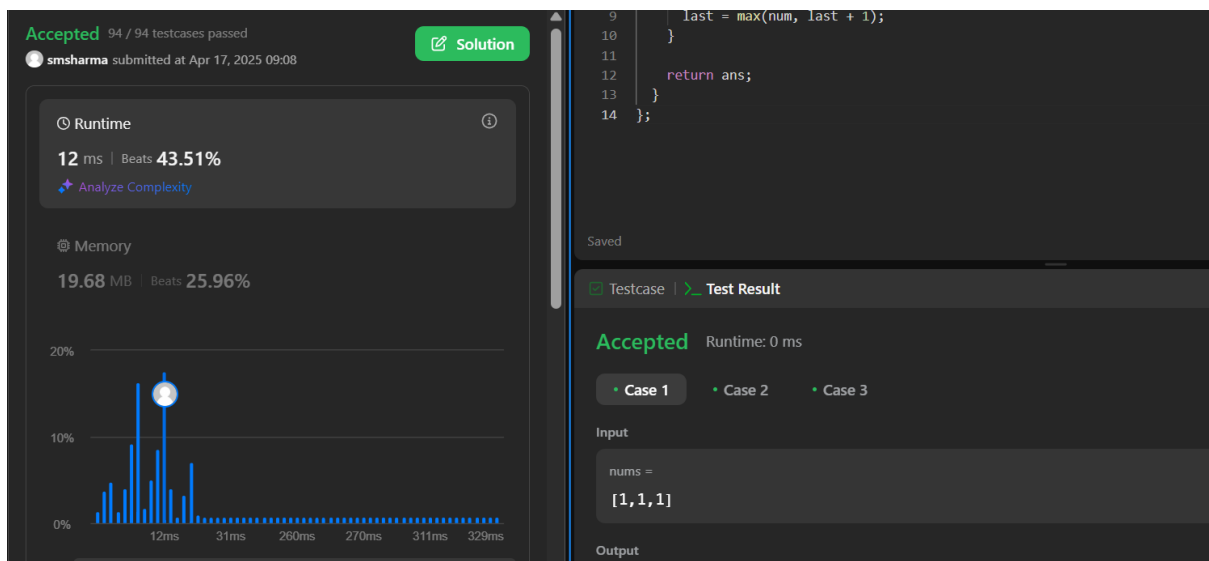 Accepted 94 / 94 testcases passed
smsharma submitted at Apr 17, 2025 09:08
Solution
Runtime
12 ms | Beats 43.51%
Analyze Complexity
Memory
19.68 MB | Beats 25.96%
20%
10%
0%
12ms 31ms 260ms 270ms 311ms 329ms
9 last = max(num, last + 1);
10 }
11
12 return ans;
13 }
14 };
Saved
Testcase | >_ Test Result
Accepted Runtime: 0 ms
• Case 1 • Case 2 • Case 3
Input
nums =
[1,1,1]
Output